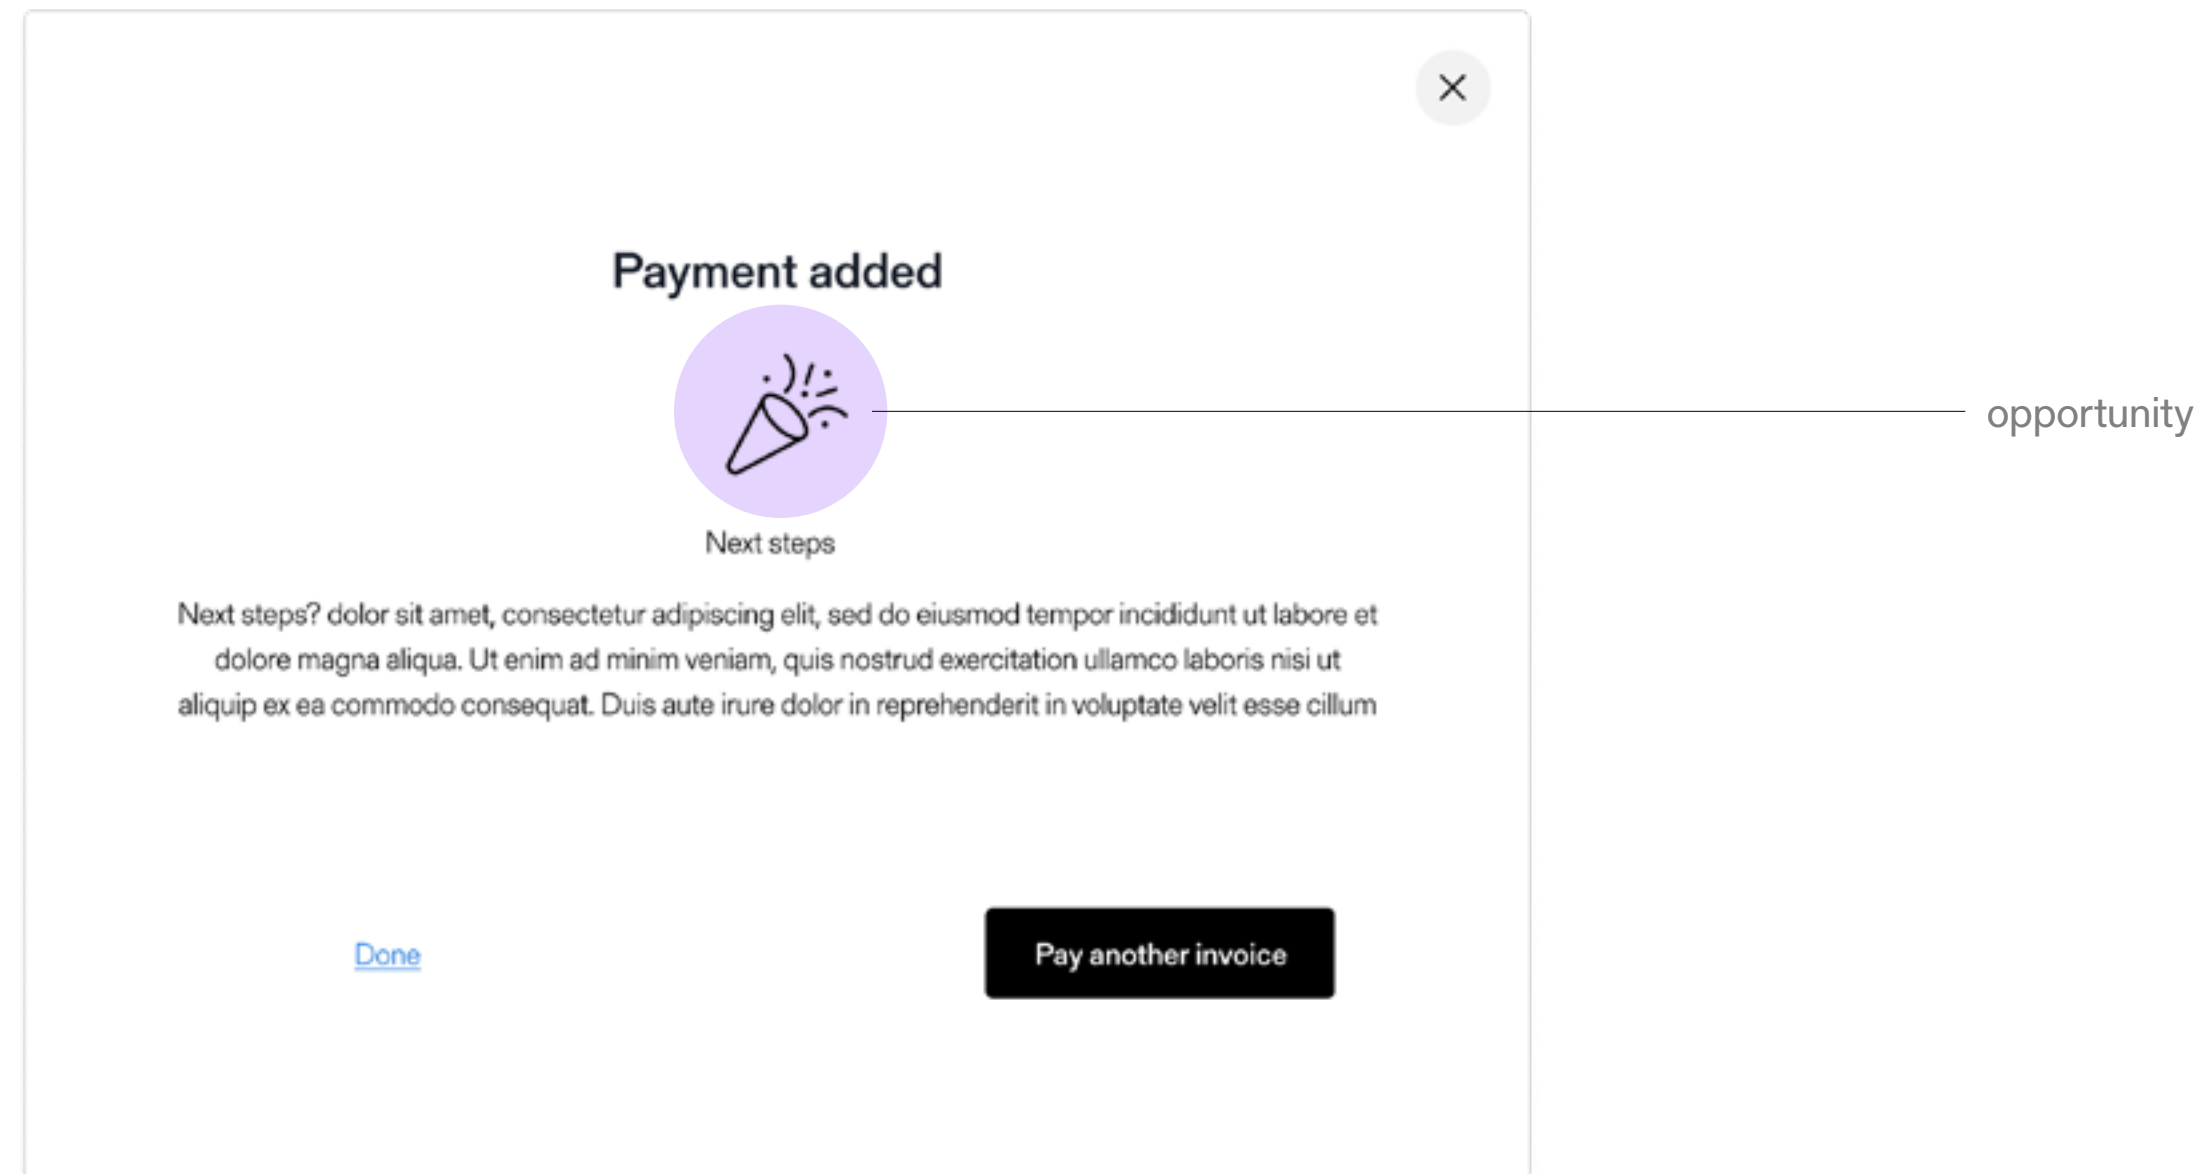 Payment added
opportunity
Next steps
Next steps? dolor sit amet, consectetur adipiscing elit, sed do eiusmod tempor incididunt ut labore et
dolore magna aliqua. Ut enim ad minim veniam, quis nostrud exercitation ullamco laboris nisi ut
aliquip ex ea commodo consequat. Duis aute irure dolor in reprehenderit in voluptate velit esse cillum
Done
Pay another invoice